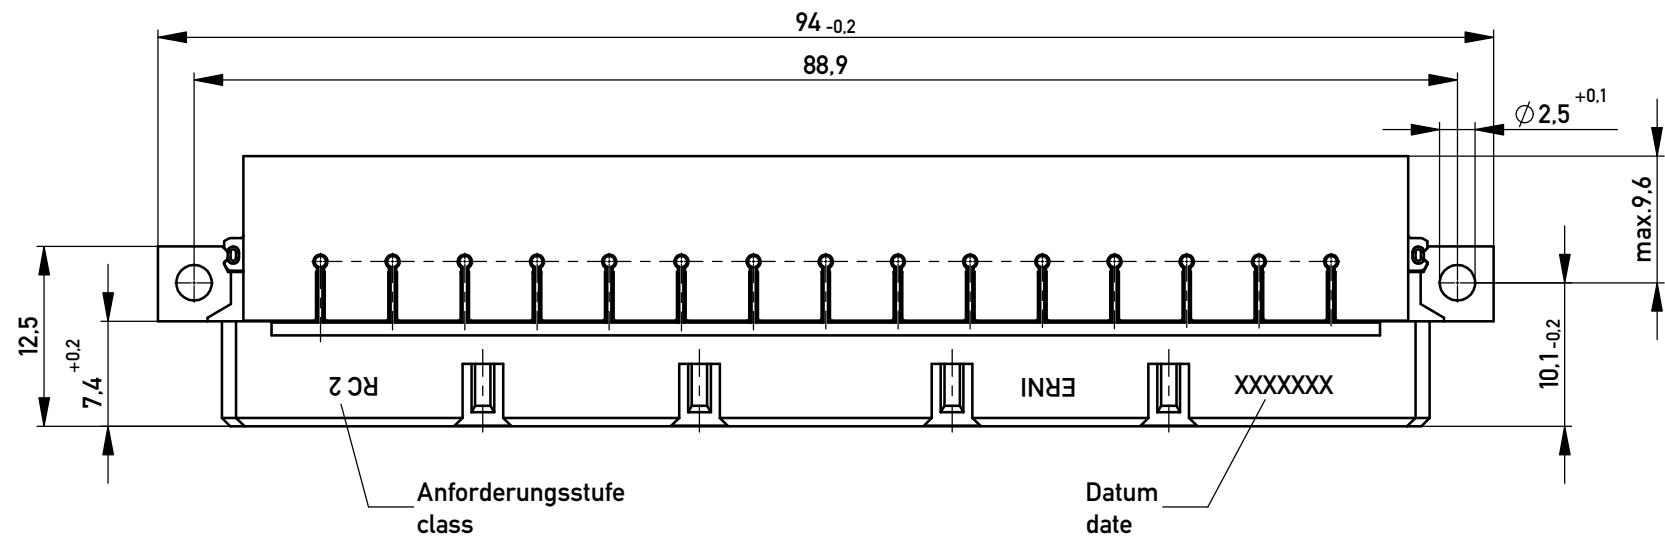 94 -0,2
88,9
⌀2,5 +0,1
max.9,6
12,5
7,4 +0,2
10,1 -0,2
RC 2
ERNI
XXXXXXX
Anforderungsstufe
class
Datum
date